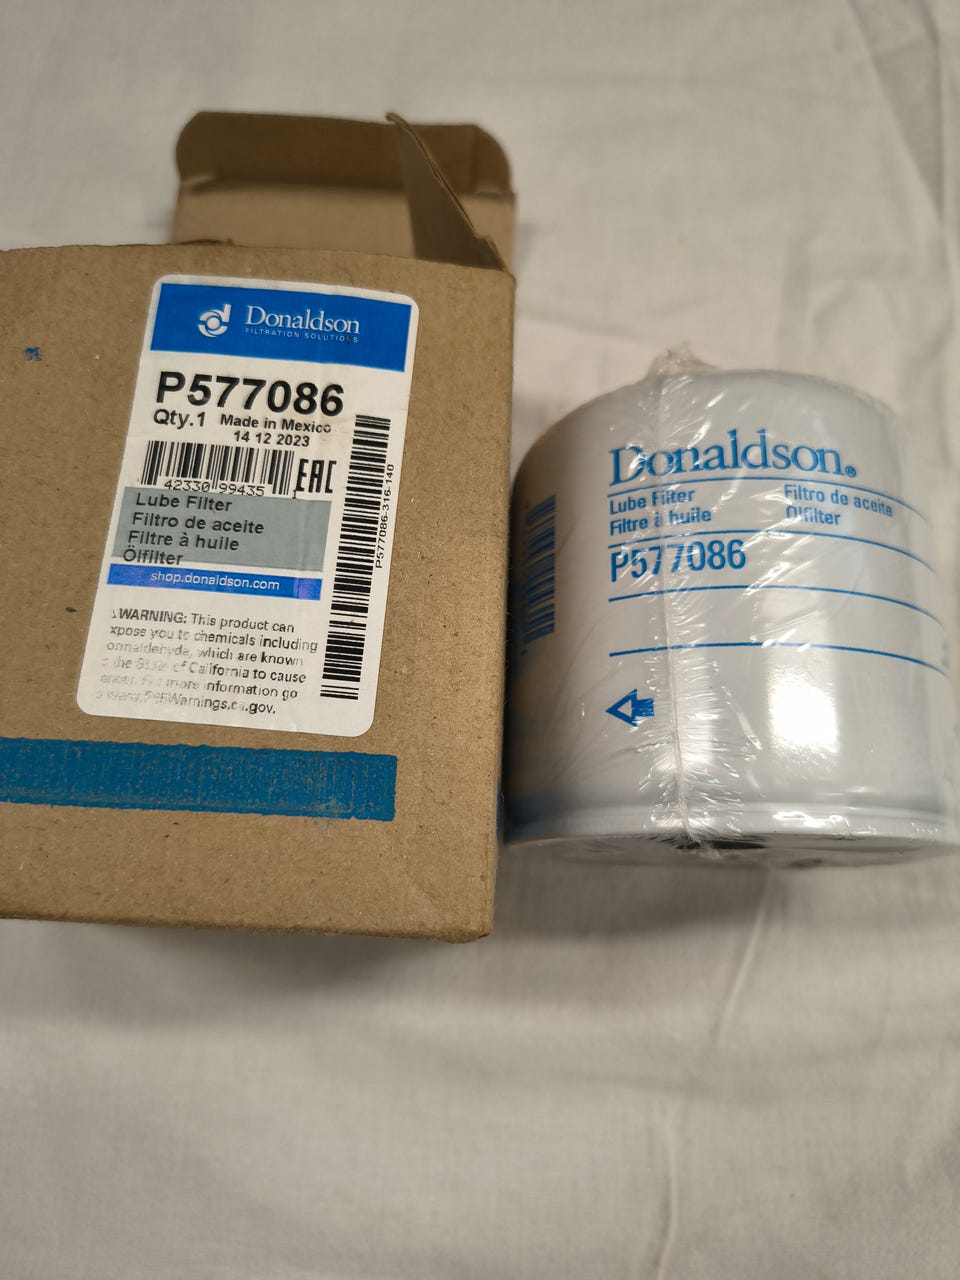 Donaldson
FILTRATION SOLUTIONS
P577086
Qty.1 Made in Mexico
14 12 2023
EAC
42330 99435 1
Lube Filter
Filtro de aceite
Filtre à huile
Ölfilter
shop.donaldson.com
WARNING: This product can
xpose you to chemicals including
which are known
the State of California to cause
more information go
Warnings.ca.gov.
P577086-316-140
Donaldson®
Lube Filter Filtro de aceite
Filtre à huile Ölfilter
P577086